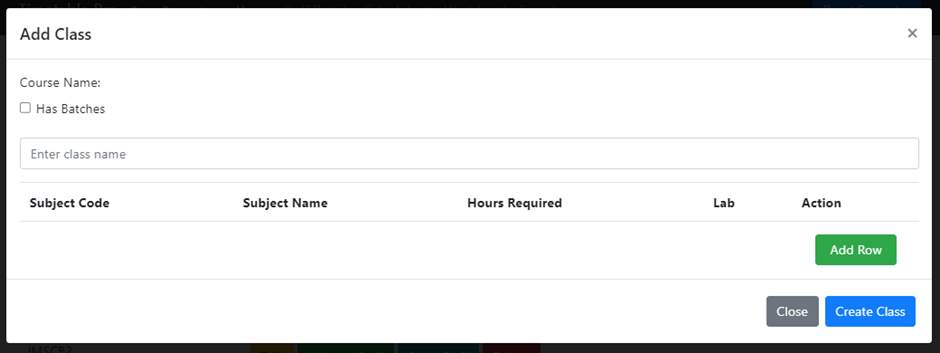 Add Class
×
Course Name:
Has Batches
Enter class name
Subject Code Subject Name Hours Required Lab Action
Add Row
Close Create Class